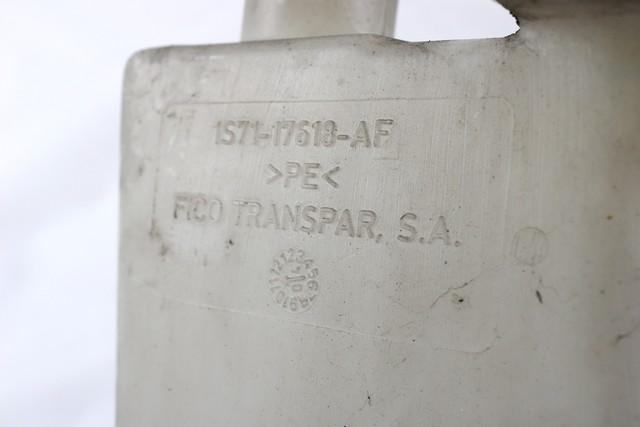 1S71-17618-AF
>PE<
FICO TRANSPAR, S.A.